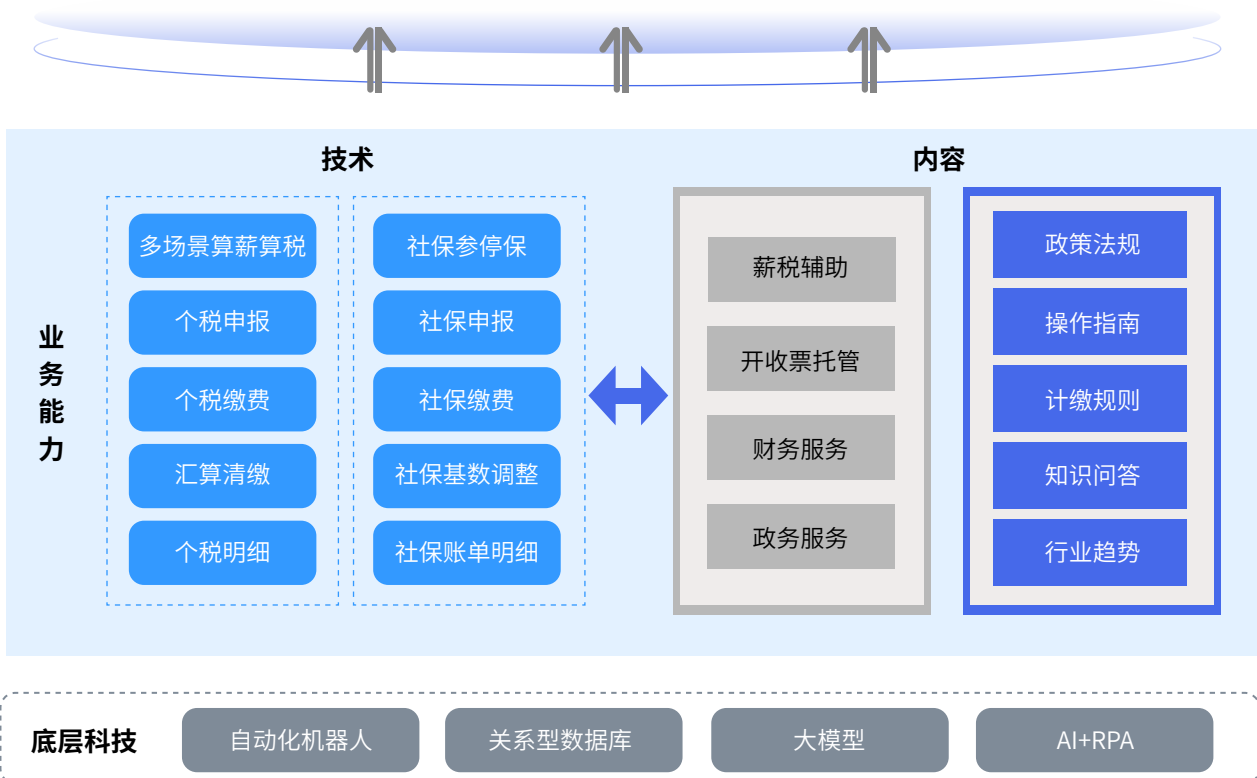 技术
内容
业务能力
多场景算薪算税
个税申报
个税缴费
汇算清缴
个税明细
社保参停保
社保申报
社保缴费
社保基数调整
社保账单明细
薪税辅助
开收票托管
财务服务
政务服务
政策法规
操作指南
计缴规则
知识问答
行业趋势
底层科技
自动化机器人
关系型数据库
大模型
AI+RPA